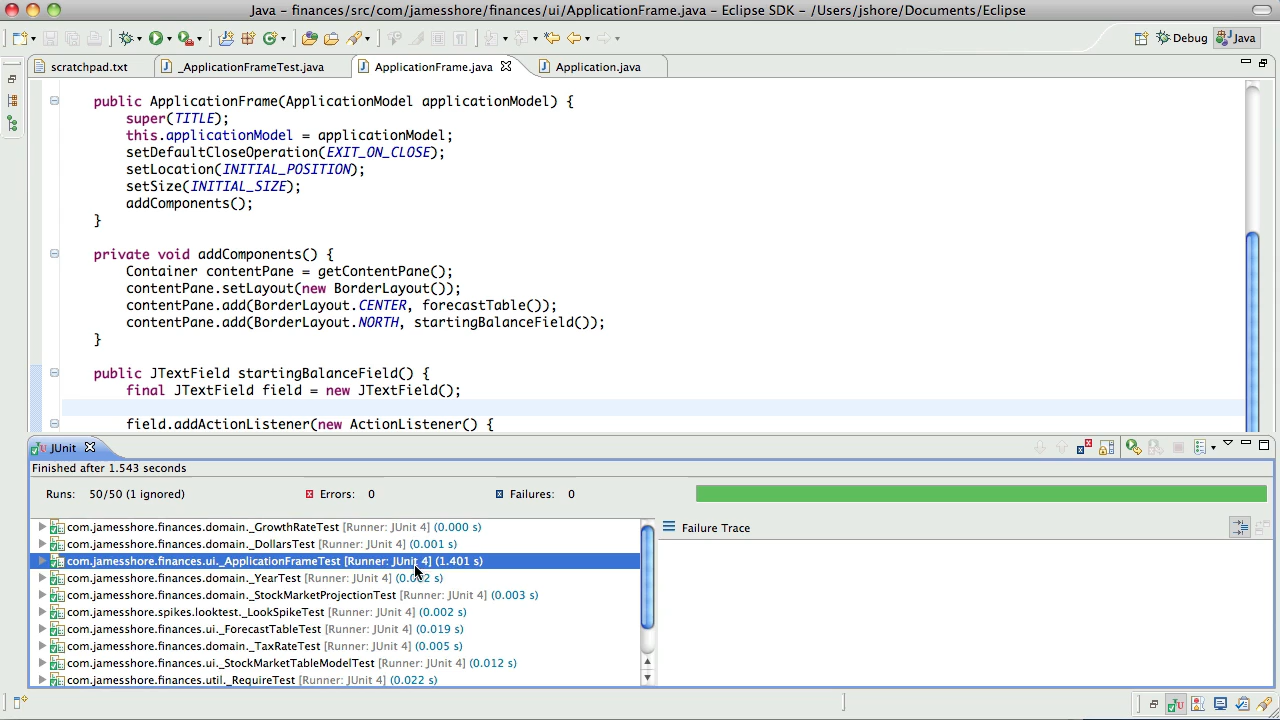 Java – finances/src/com/jamesshore/finances/ui/ApplicationFrame.java – Eclipse SDK – /Users/jshore/Documents/Eclipse
Debug Java
scratchpad.txt _ApplicationFrameTest.java ApplicationFrame.java Application.java
public ApplicationFrame(ApplicationModel applicationModel) {
super(TITLE);
this.applicationModel = applicationModel;
setDefaultCloseOperation(EXIT_ON_CLOSE);
setLocation(INITIAL_POSITION);
setSize(INITIAL_SIZE);
addComponents();
}
private void addComponents() {
Container contentPane = getContentPane();
contentPane.setLayout(new BorderLayout());
contentPane.add(BorderLayout.CENTER, forecastTable());
contentPane.add(BorderLayout.NORTH, startingBalanceField());
}
public JTextField startingBalanceField() {
final JTextField field = new JTextField();
field.addActionListener(new ActionListener() {
JUnit
Finished after 1.543 seconds
Runs: 50/50 (1 ignored) Errors: 0 Failures: 0
com.jamesshore.finances.domain._GrowthRateTest [Runner: JUnit 4] (0.000 s)
Failure Trace
com.jamesshore.finances.domain._DollarsTest [Runner: JUnit 4] (0.001 s)
com.jamesshore.finances.ui._ApplicationFrameTest [Runner: JUnit 4] (1.401 s)
com.jamesshore.finances.domain._YearTest [Runner: JUnit 4] (0.002 s)
com.jamesshore.finances.domain._StockMarketProjectionTest [Runner: JUnit 4] (0.003 s)
com.jamesshore.spikes.looktest._LookSpikeTest [Runner: JUnit 4] (0.002 s)
com.jamesshore.finances.ui._ForecastTableTest [Runner: JUnit 4] (0.019 s)
com.jamesshore.finances.domain._TaxRateTest [Runner: JUnit 4] (0.005 s)
com.jamesshore.finances.ui._StockMarketTableModelTest [Runner: JUnit 4] (0.012 s)
com.jamesshore.finances.util._RequireTest [Runner: JUnit 4] (0.022 s)